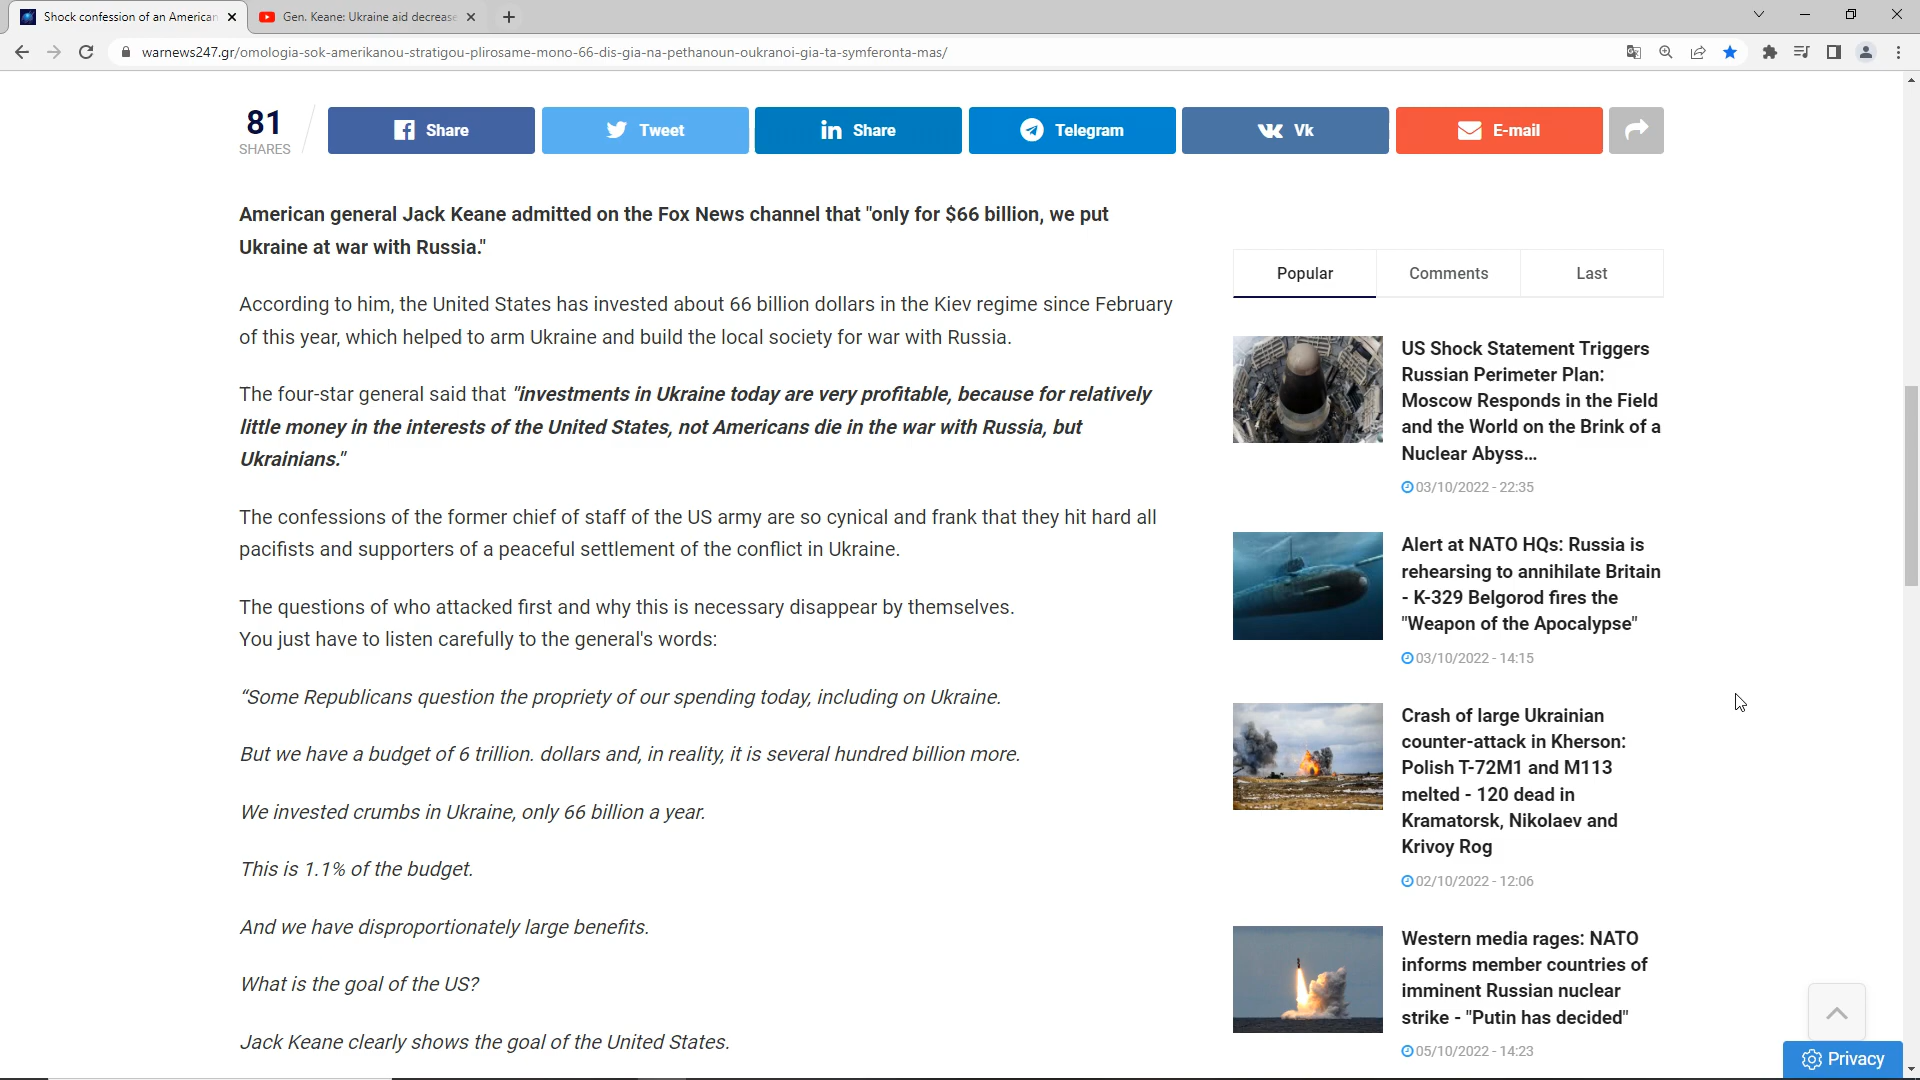 Shock confession of an American
Gen. Keane: Ukraine aid decrease
warnews247.gr/omologia-sok-amerikanou-stratigou-plirosame-mono-66-dis-gia-na-pethanoun-oukranoi-gia-ta-symferonta-mas/
81
SHARES
Share
Tweet
in Share
Telegram
Vk
E-mail
American general Jack Keane admitted on the Fox News channel that "only for $66 billion, we put
Ukraine at war with Russia."
According to him, the United States has invested about 66 billion dollars in the Kiev regime since February
of this year, which helped to arm Ukraine and build the local society for war with Russia.
The four-star general said that "investments in Ukraine today are very profitable, because for relatively
little money in the interests of the United States, not Americans die in the war with Russia, but
Ukrainians."
The confessions of the former chief of staff of the US army are so cynical and frank that they hit hard all
pacifists and supporters of a peaceful settlement of the conflict in Ukraine.
The questions of who attacked first and why this is necessary disappear by themselves.
You just have to listen carefully to the general's words:
“Some Republicans question the propriety of our spending today, including on Ukraine.
But we have a budget of 6 trillion. dollars and, in reality, it is several hundred billion more.
We invested crumbs in Ukraine, only 66 billion a year.
This is 1.1% of the budget.
And we have disproportionately large benefits.
What is the goal of the US?
Jack Keane clearly shows the goal of the United States.
Popular
Comments
Last
US Shock Statement Triggers
Russian Perimeter Plan:
Moscow Responds in the Field
and the World on the Brink of a
Nuclear Abyss...
03/10/2022 - 22:35
Alert at NATO HQs: Russia is
rehearsing to annihilate Britain
- K-329 Belgorod fires the
"Weapon of the Apocalypse"
03/10/2022 - 14:15
Crash of large Ukrainian
counter-attack in Kherson:
Polish T-72M1 and M113
melted - 120 dead in
Kramatorsk, Nikolaev and
Krivoy Rog
02/10/2022 - 12:06
Western media rages: NATO
informs member countries of
imminent Russian nuclear
strike - "Putin has decided"
05/10/2022 - 14:23
Privacy